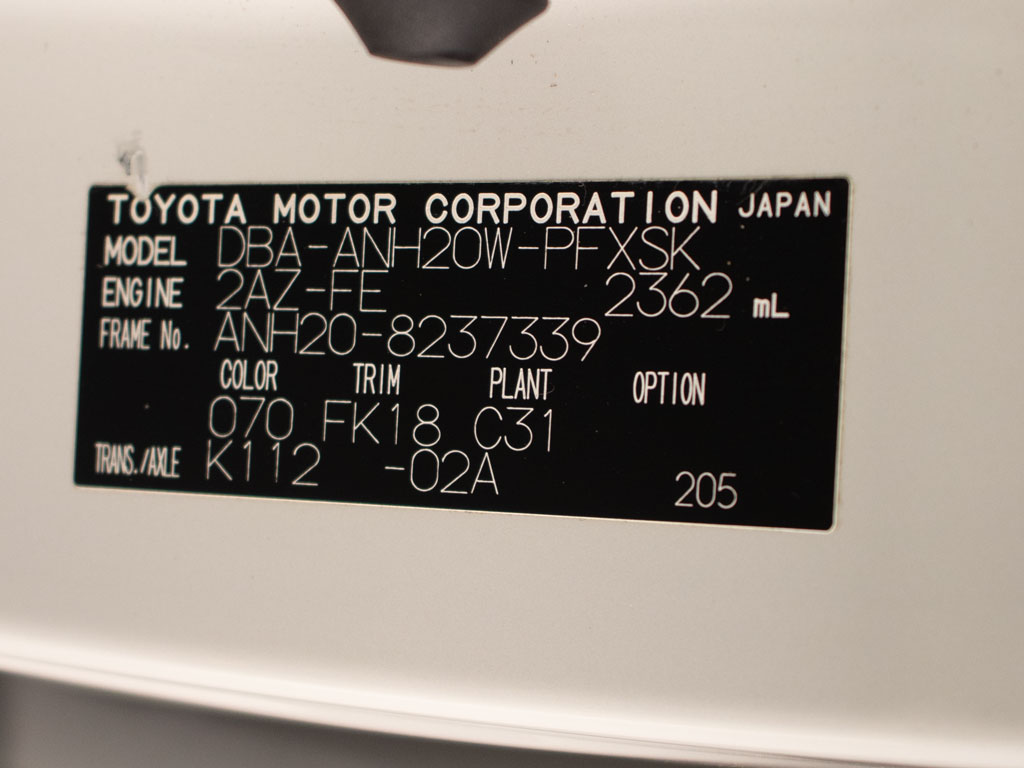 TOYOTA MOTOR CORPORATION JAPAN
MODEL DBA-ANH20W-PFXSK
ENGINE 2AZ-FE 2362 mL
FRAME No. ANH20-8237339
COLOR TRIM PLANT OPTION
070 FK18 C31
TRANS./AXLE K112 -02A 205